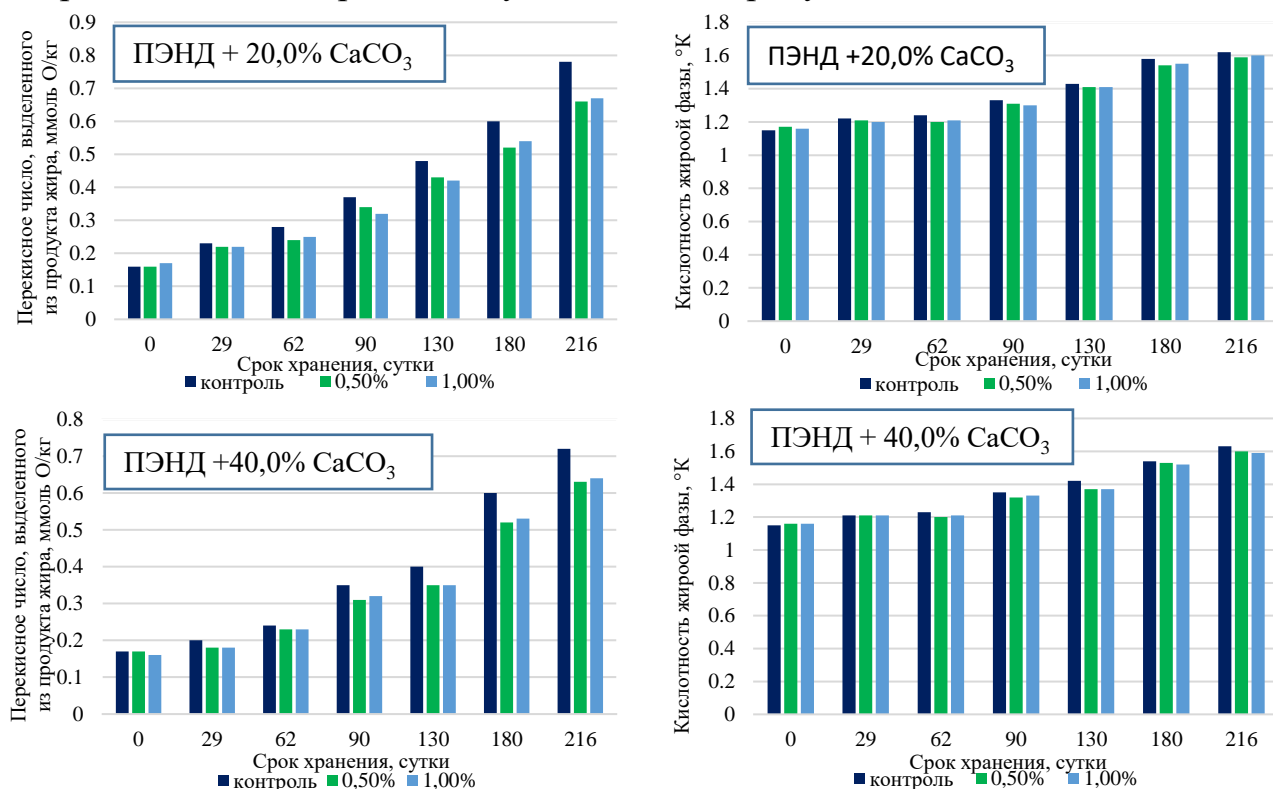 ПЭНД + 20,0% CaCO3
Перекисное число, выделенного
из продукта жира, ммоль О/кг
0.9
0.8
0.7
0.6
0.5
0.4
0.3
0.2
0.1
0
0 29 62 90 130 180 216
Срок хранения, сутки
контроль 0,50% 1,00%
ПЭНД +20,0% CaCO3
Кислотность жироой фазы, °К
1.8
1.6
1.4
1.2
1
0.8
0.6
0.4
0.2
0
0 29 62 90 130 180 216
Срок хранения, сутки
контроль 0,50% 1,00%
ПЭНД +40,0% CaCO3
Перекисное число, выделенного
из продукта жира, ммоль О/кг
0.8
0.7
0.6
0.5
0.4
0.3
0.2
0.1
0
0 29 62 90 130 180 216
Срок хранения, сутки
контроль 0,50% 1,00%
ПЭНД + 40,0% CaCO3
Кислотность жироой фазы, °К
1.8
1.6
1.4
1.2
1
0.8
0.6
0.4
0.2
0
0 29 62 90 130 180 216
Срок хранения, сутки
контроль 0,50% 1,00%